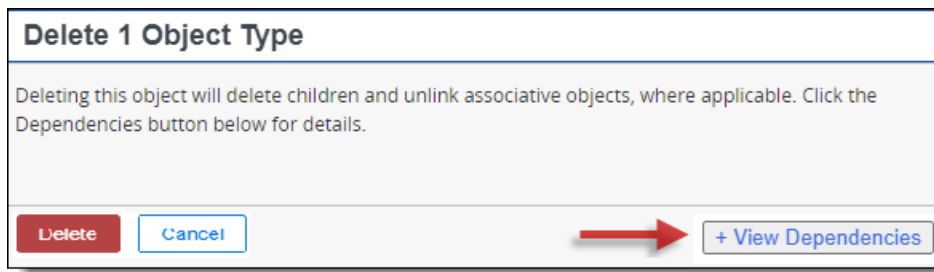 Delete 1 Object Type
Deleting this object will delete children and unlink associative objects, where applicable. Click the
Dependencies button below for details.
Delete
Cancel
+ View Dependencies